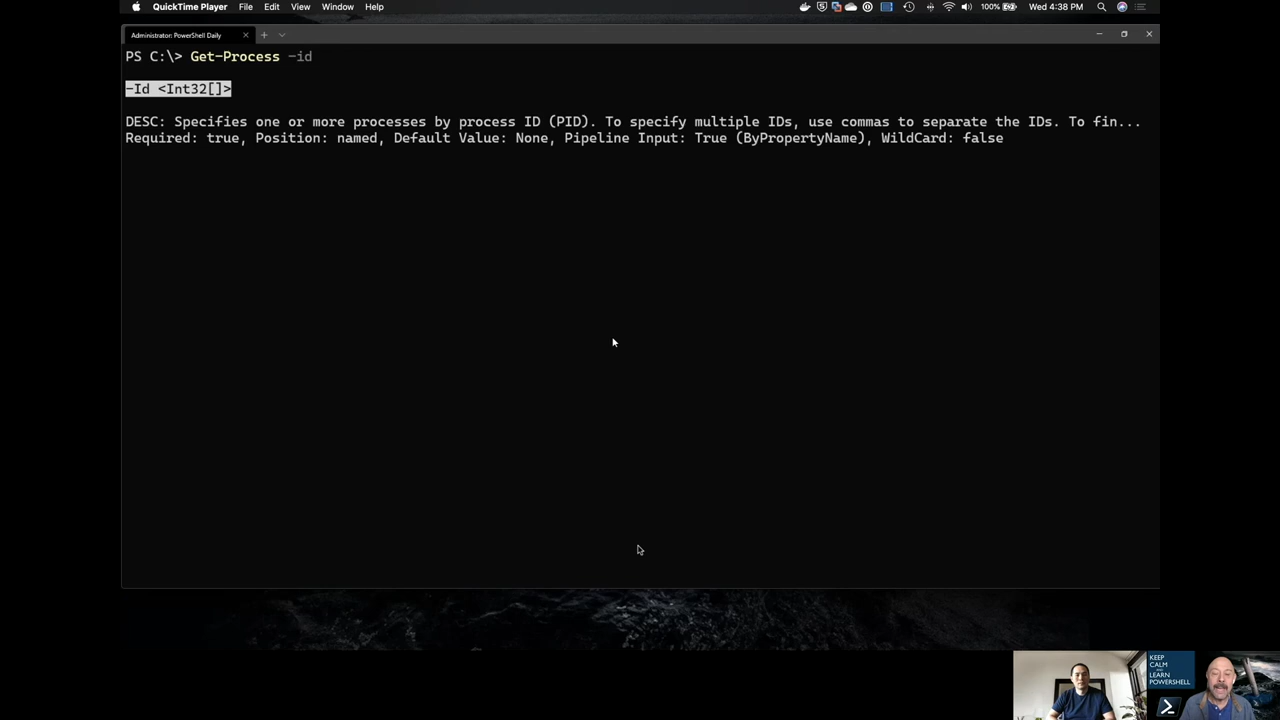 QuickTime Player File Edit View Window Help 100% Wed 4:38 PM
Administrator: PowerShell Daily
PS C:\> Get-Process -id
-Id <Int32[]>
DESC: Specifies one or more processes by process ID (PID). To specify multiple IDs, use commas to separate the IDs. To fin...
Required: true, Position: named, Default Value: None, Pipeline Input: True (ByPropertyName), WildCard: false
KEEP
CALM
AND
LEARN
POWERSHELL